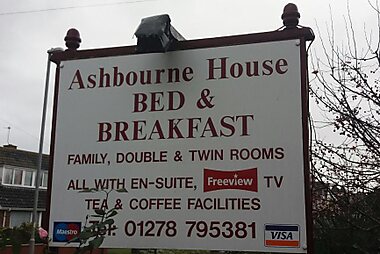 Ashbourne House
BED &
BREAKFAST
FAMILY, DOUBLE & TWIN ROOMS
ALL WITH EN-SUITE, Freeview TV
TEA & COFFEE FACILITIES
Maestro Tel: 01278 795381 VISA